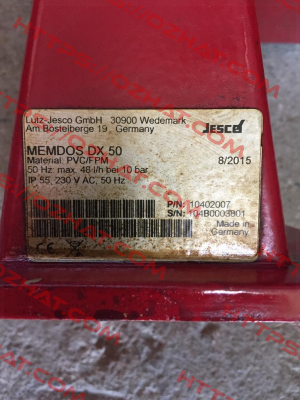 Lutz-Jesco GmbH 30900 Wedemark
Am Bostelberge 19 , Germany
Jesco
MEMDOS DX 50
8/2015
Material: PVC/FPM
50 Hz: max. 48 l/h bei 10 bar
IP 55, 230 V AC, 50 Hz
P/N: 10402007
S/N: 104B0003801
Made in Germany